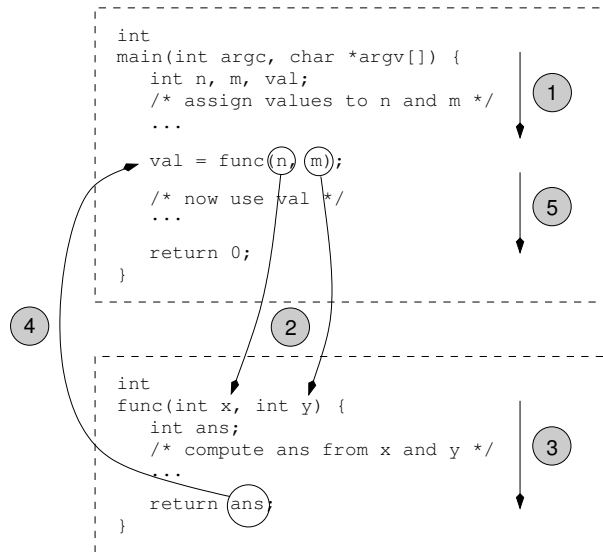 int
main(int argc, char *argv[]) {
int n, m, val;
/* assign values to n and m */
...
val = func(n, m);
/* now use val */
...
return 0;
}
1
5
4
2
int
func(int x, int y) {
int ans;
/* compute ans from x and y */
...
return ans;
}
3